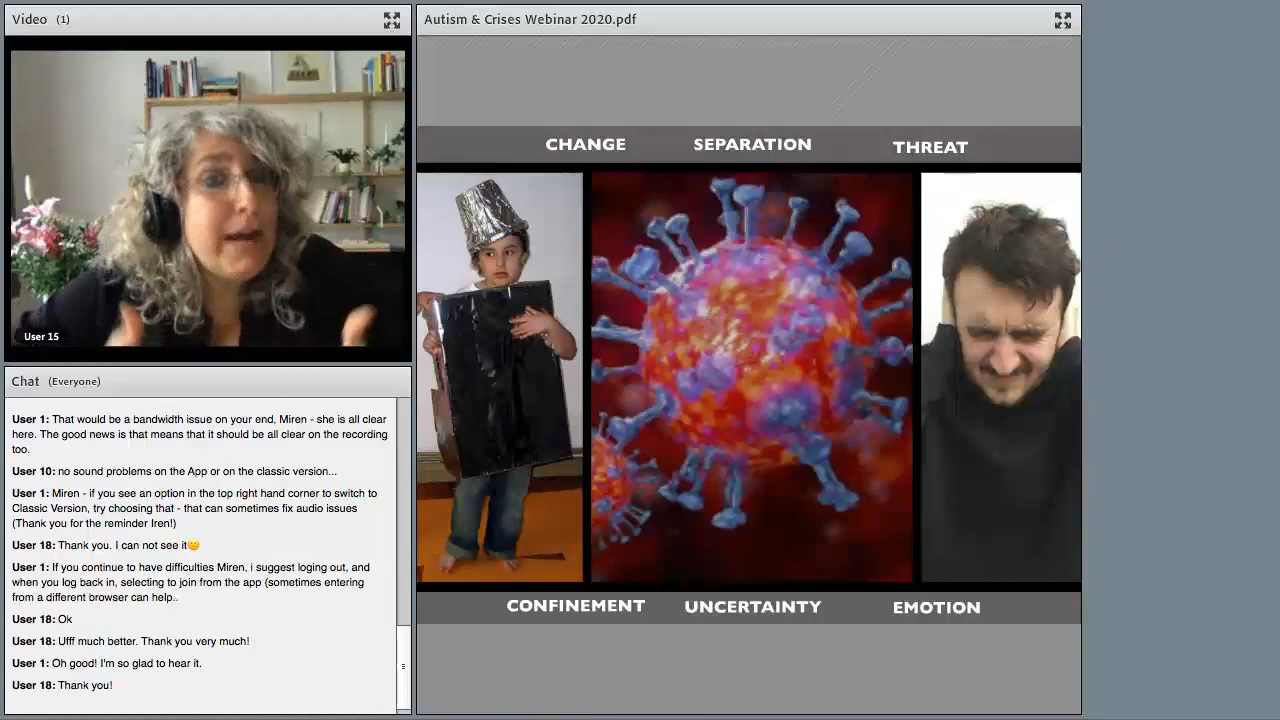 Video (1)
User 15
Chat (Everyone)
User 1: That would be a bandwidth issue on your end, Miren - she is all clear
here. The good news is that means that it should be all clear on the recording
too.
User 10: no sound problems on the App or on the classic version...
User 1: Miren - if you see an option in the top right hand corner to switch to
Classic Version, try choosing that - that can sometimes fix audio issues
(Thank you for the reminder Iren!)
User 18: Thank you. I can not see it🙁
User 1: If you continue to have difficulties Miren, i suggest loging out, and
when you log back in, selecting to join from the app (sometimes entering
from a different browser can help..
User 18: Ok
User 18: Ufff much better. Thank you very much!
User 1: Oh good! I'm so glad to hear it.
User 18: Thank you!
Autism & Crises Webinar 2020.pdf
CHANGE SEPARATION THREAT
CONFINEMENT UNCERTAINTY EMOTION